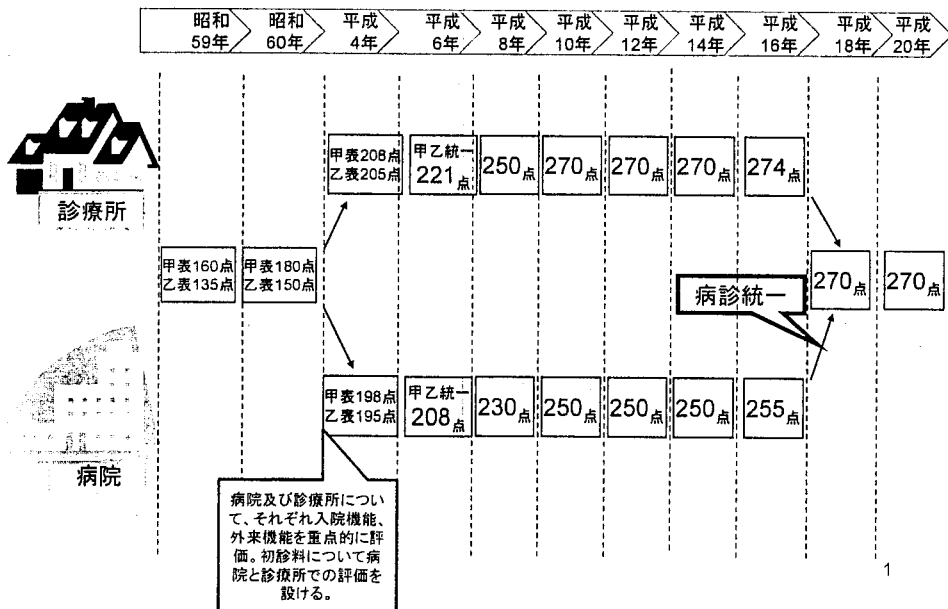 昭和 59年
昭和 60年
平成 4年
平成 6年
平成 8年
平成 10年
平成 12年
平成 14年
平成 16年
平成 18年
平成 20年
診療所
甲表208点
乙表205点
甲乙統一
221点
250点
270点
270点
270点
274点
甲表160点
乙表135点
甲表180点
乙表150点
病診統一
270点
270点
病院
甲表198点
乙表195点
甲乙統一
208点
230点
250点
250点
250点
255点
病院及び診療所につい
て、それぞれ入院機能、
外来機能を重点的に評
価。初診料について病
院と診療所での評価を
設ける。
1